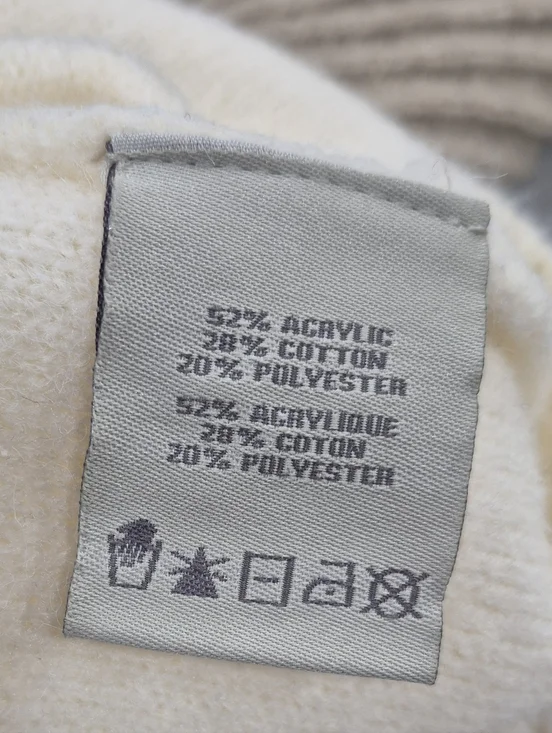 52% ACRYLIC
28% COTTON
20% POLYESTER
52% ACRYLIQUE
28% COTON
20% POLYESTER